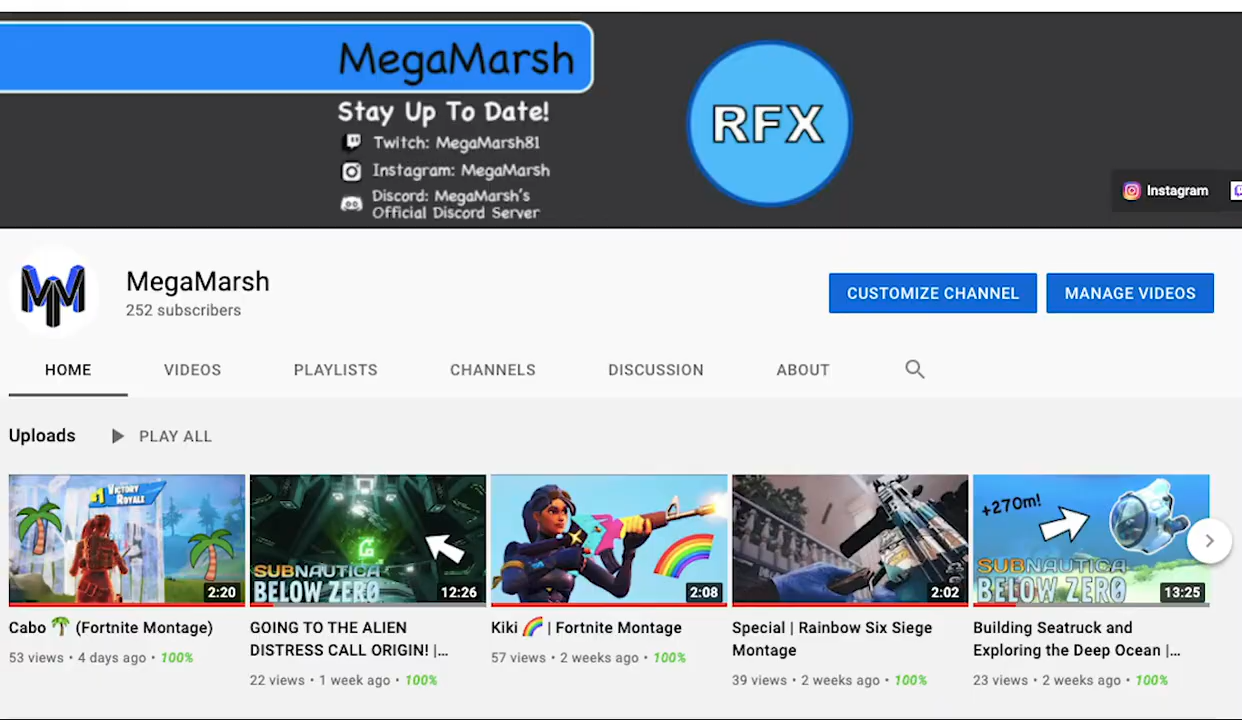 MegaMarsh
Stay Up To Date!
Twitch: MegaMarsh81
Instagram: MegaMarsh
Discord: MegaMarsh's
Official Discord Server
RFX
Instagram
MegaMarsh
252 subscribers
CUSTOMIZE CHANNEL
MANAGE VIDEOS
HOME
VIDEOS
PLAYLISTS
CHANNELS
DISCUSSION
ABOUT
Uploads
PLAY ALL
#1 VICTORY
ROYALE
2:20
SUBNAUTICA
BELOW ZERO
12:26
2:08
2:02
+270m!
SUBNAUTICA
BELOW ZERO
13:25
Cabo 🌴 (Fortnite Montage)
53 views • 4 days ago • 100%
GOING TO THE ALIEN
DISTRESS CALL ORIGIN! |...
22 views • 1 week ago • 100%
Kiki 🌈 | Fortnite Montage
57 views • 2 weeks ago • 100%
Special | Rainbow Six Siege
Montage
39 views • 2 weeks ago • 100%
Building Seatruck and
Exploring the Deep Ocean |...
23 views • 2 weeks ago • 100%